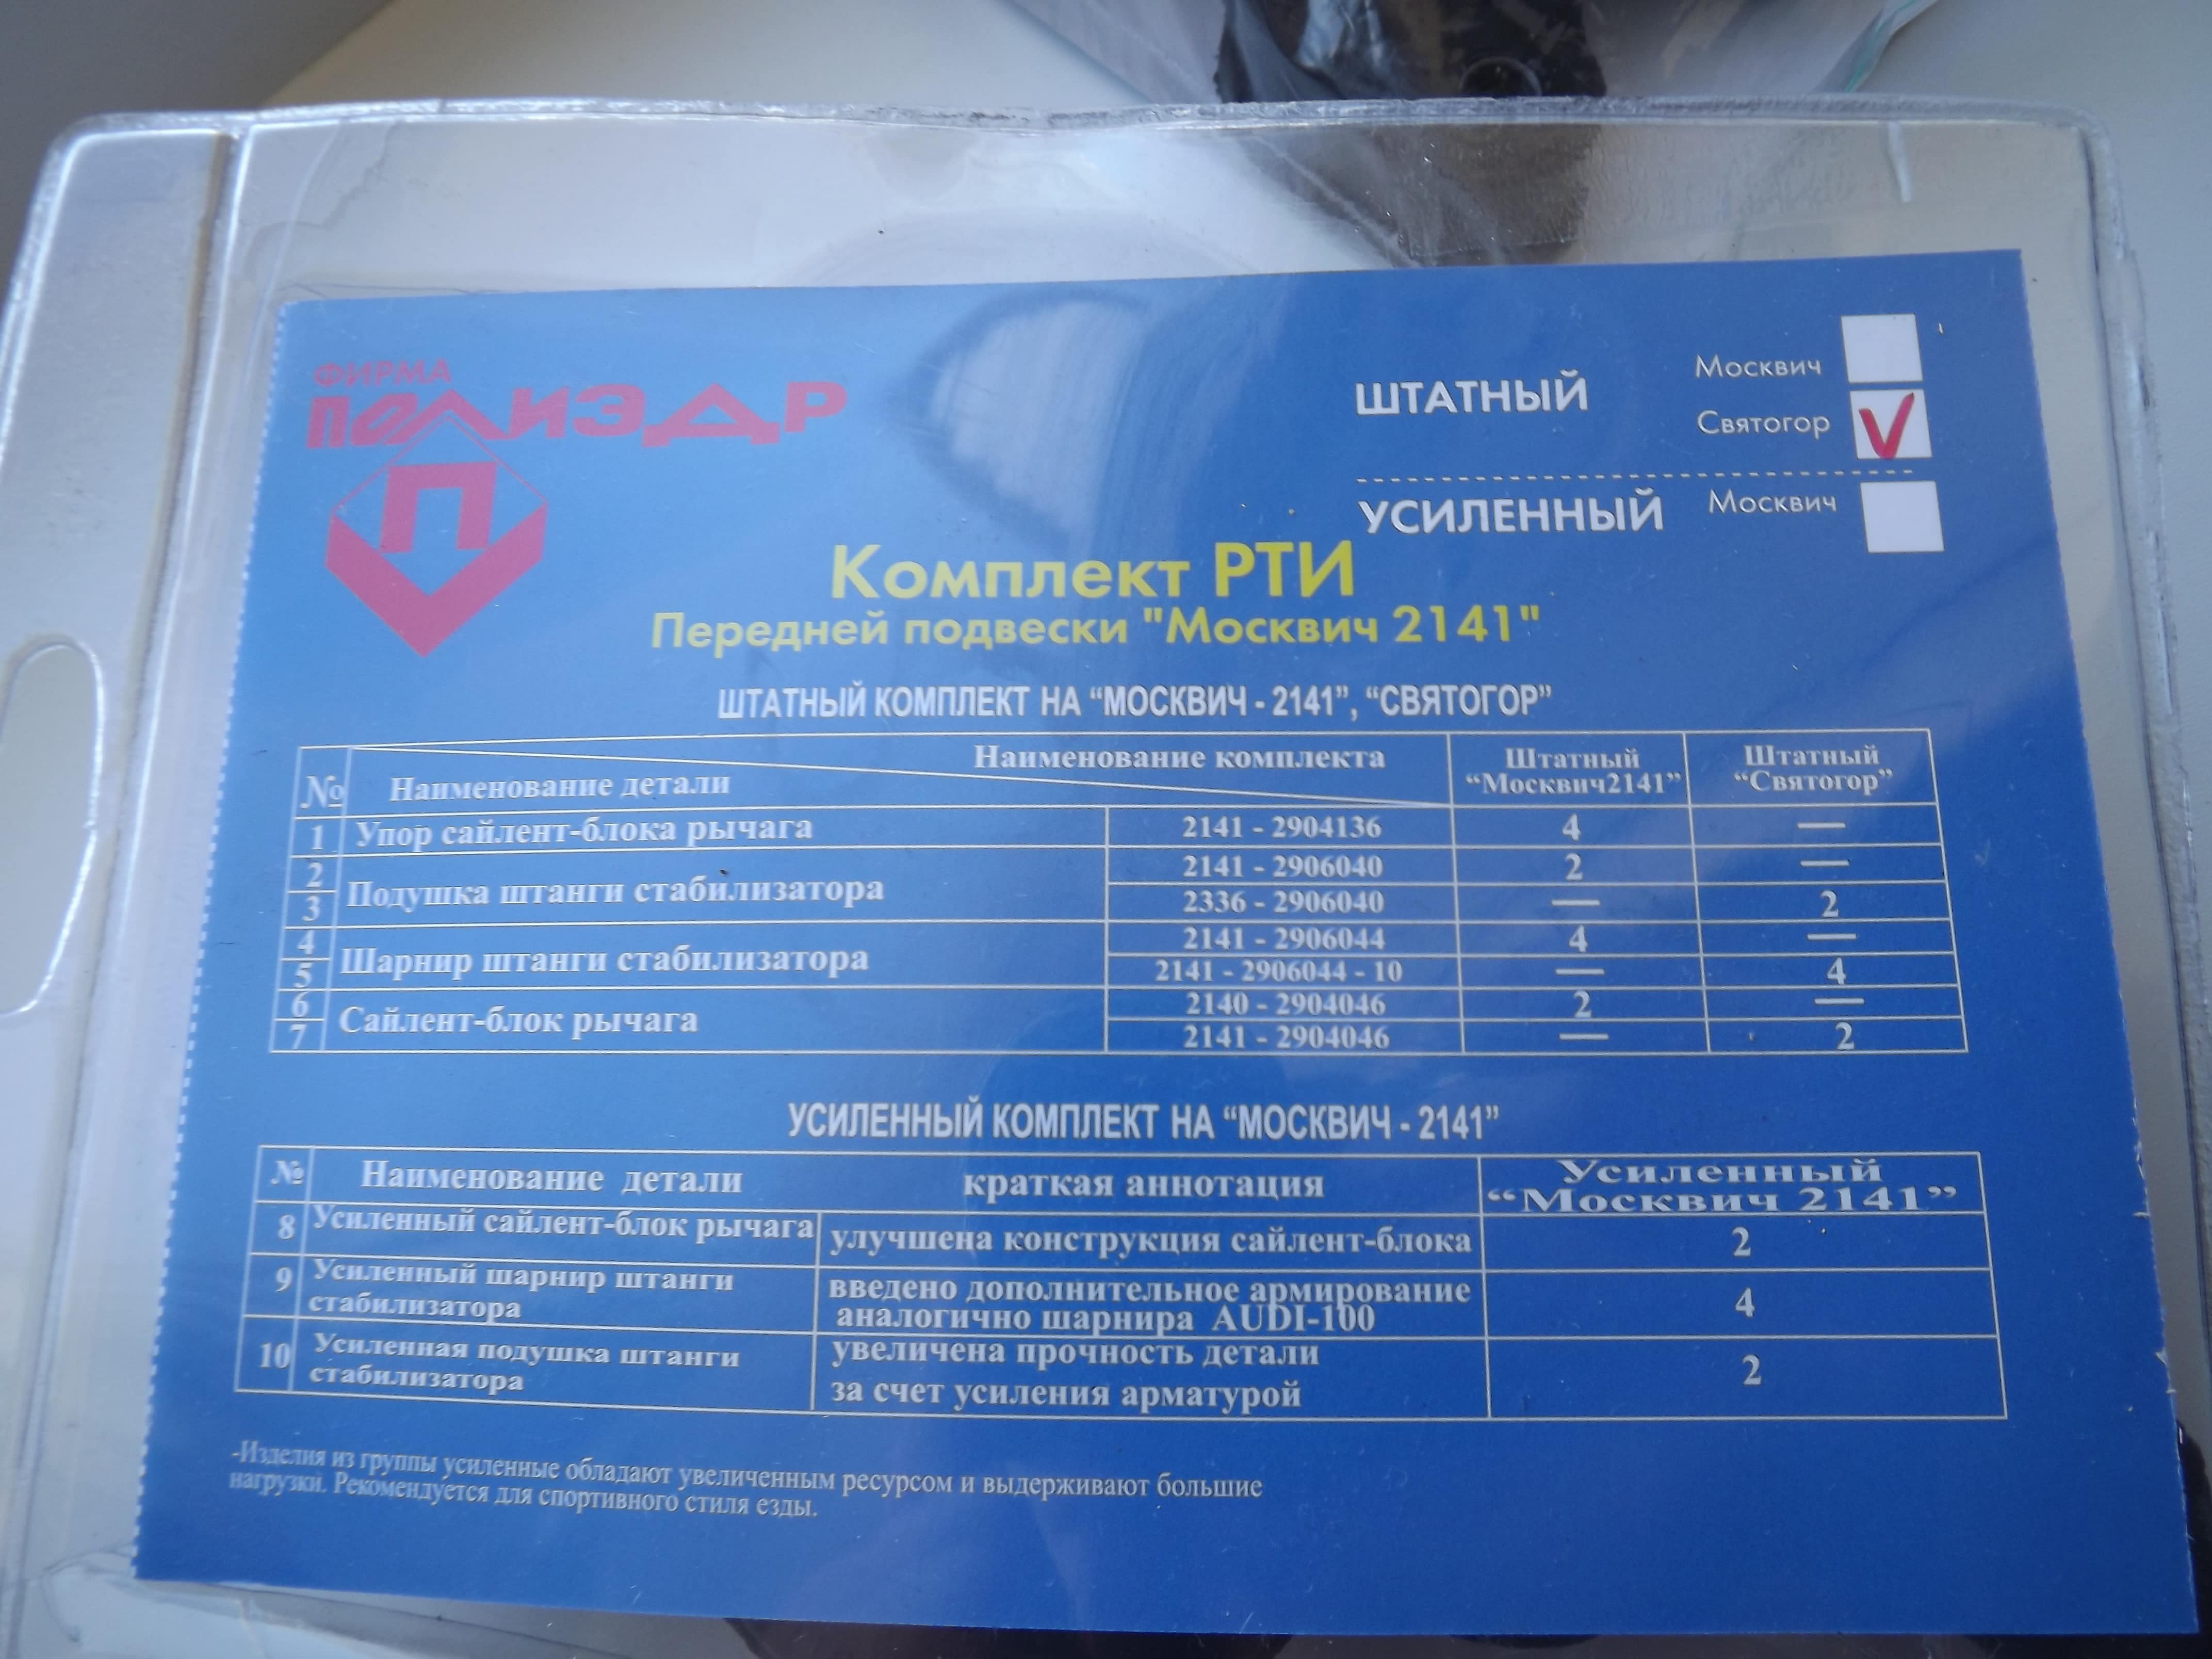 ФИРМА
ПОЛИЭДР
П
ШТАТНЫЙ
Москвич
Святогор
V
УСИЛЕННЫЙ
Москвич
Комплект РТИ
Передней подвески "Москвич 2141"
ШТАТНЫЙ КОМПЛЕКТ НА “МОСКВИЧ - 2141”, “СВЯТОГОР”
№ Наименование детали Наименование комплекта Штатный “Москвич2141” Штатный “Святогор”
1 Упор сайлент-блока рычага 2141 - 2904136 4 —
2 Подушка штанги стабилизатора 2141 - 2906040 2 —
3 2336 - 2906040 — 2
4 Шарнир штанги стабилизатора 2141 - 2906044 4 —
5 2141 - 2906044 - 10 — 4
6 Сайлент-блок рычага 2140 - 2904046 2 —
7 2141 - 2904046 — 2
УСИЛЕННЫЙ КОМПЛЕКТ НА “МОСКВИЧ - 2141”
№ Наименование детали краткая аннотация Усиленный “Москвич 2141”
8 Усиленный сайлент-блок рычага улучшена конструкция сайлент-блока 2
9 Усиленный шарнир штанги стабилизатора введено дополнительное армирование аналогично шарнира AUDI-100 4
10 Усиленная подушка штанги стабилизатора увеличена прочность детали за счет усиления арматурой 2
-Изделия из группы усиленные обладают увеличенным ресурсом и выдерживают большие
нагрузки. Рекомендуется для спортивного стиля езды.